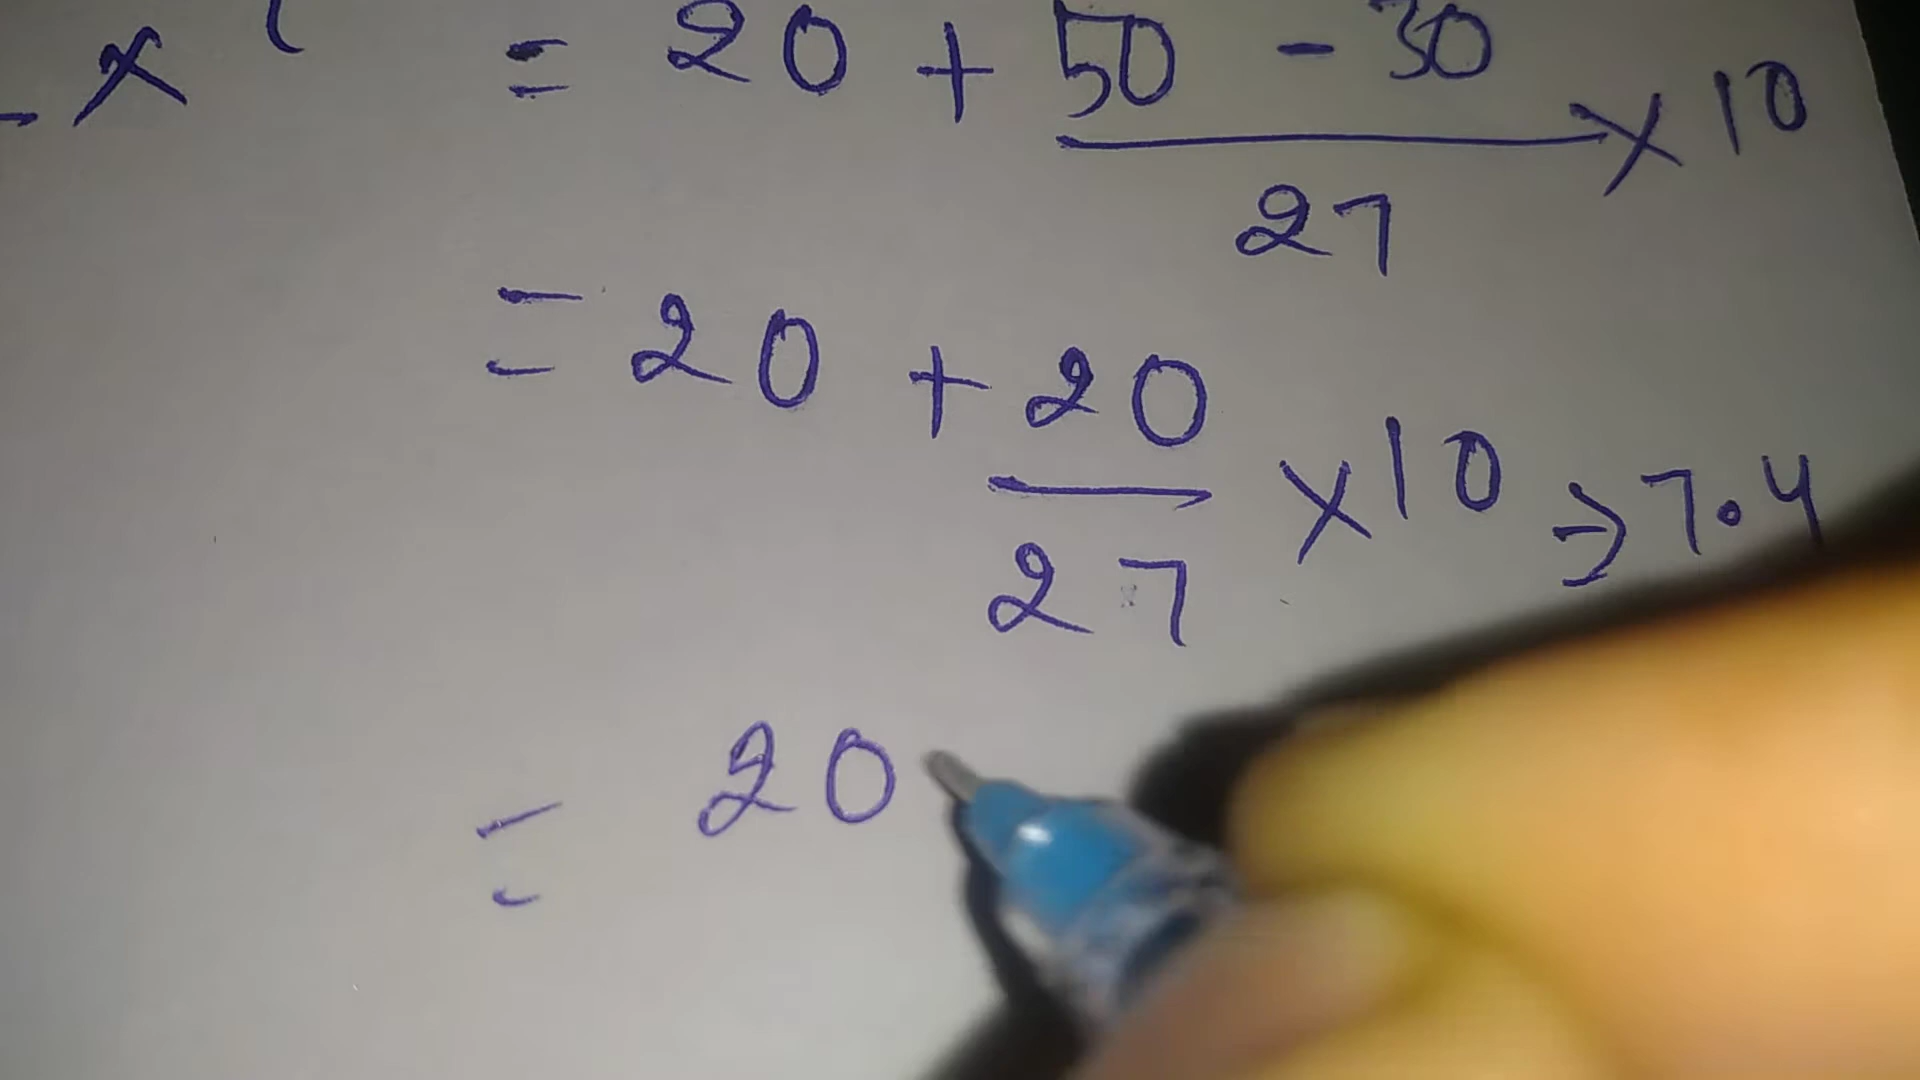 - x i = 20 + 50 - 30 / 27 × 10
= 20 + 20 / 27 × 10 → 7.4
= 20